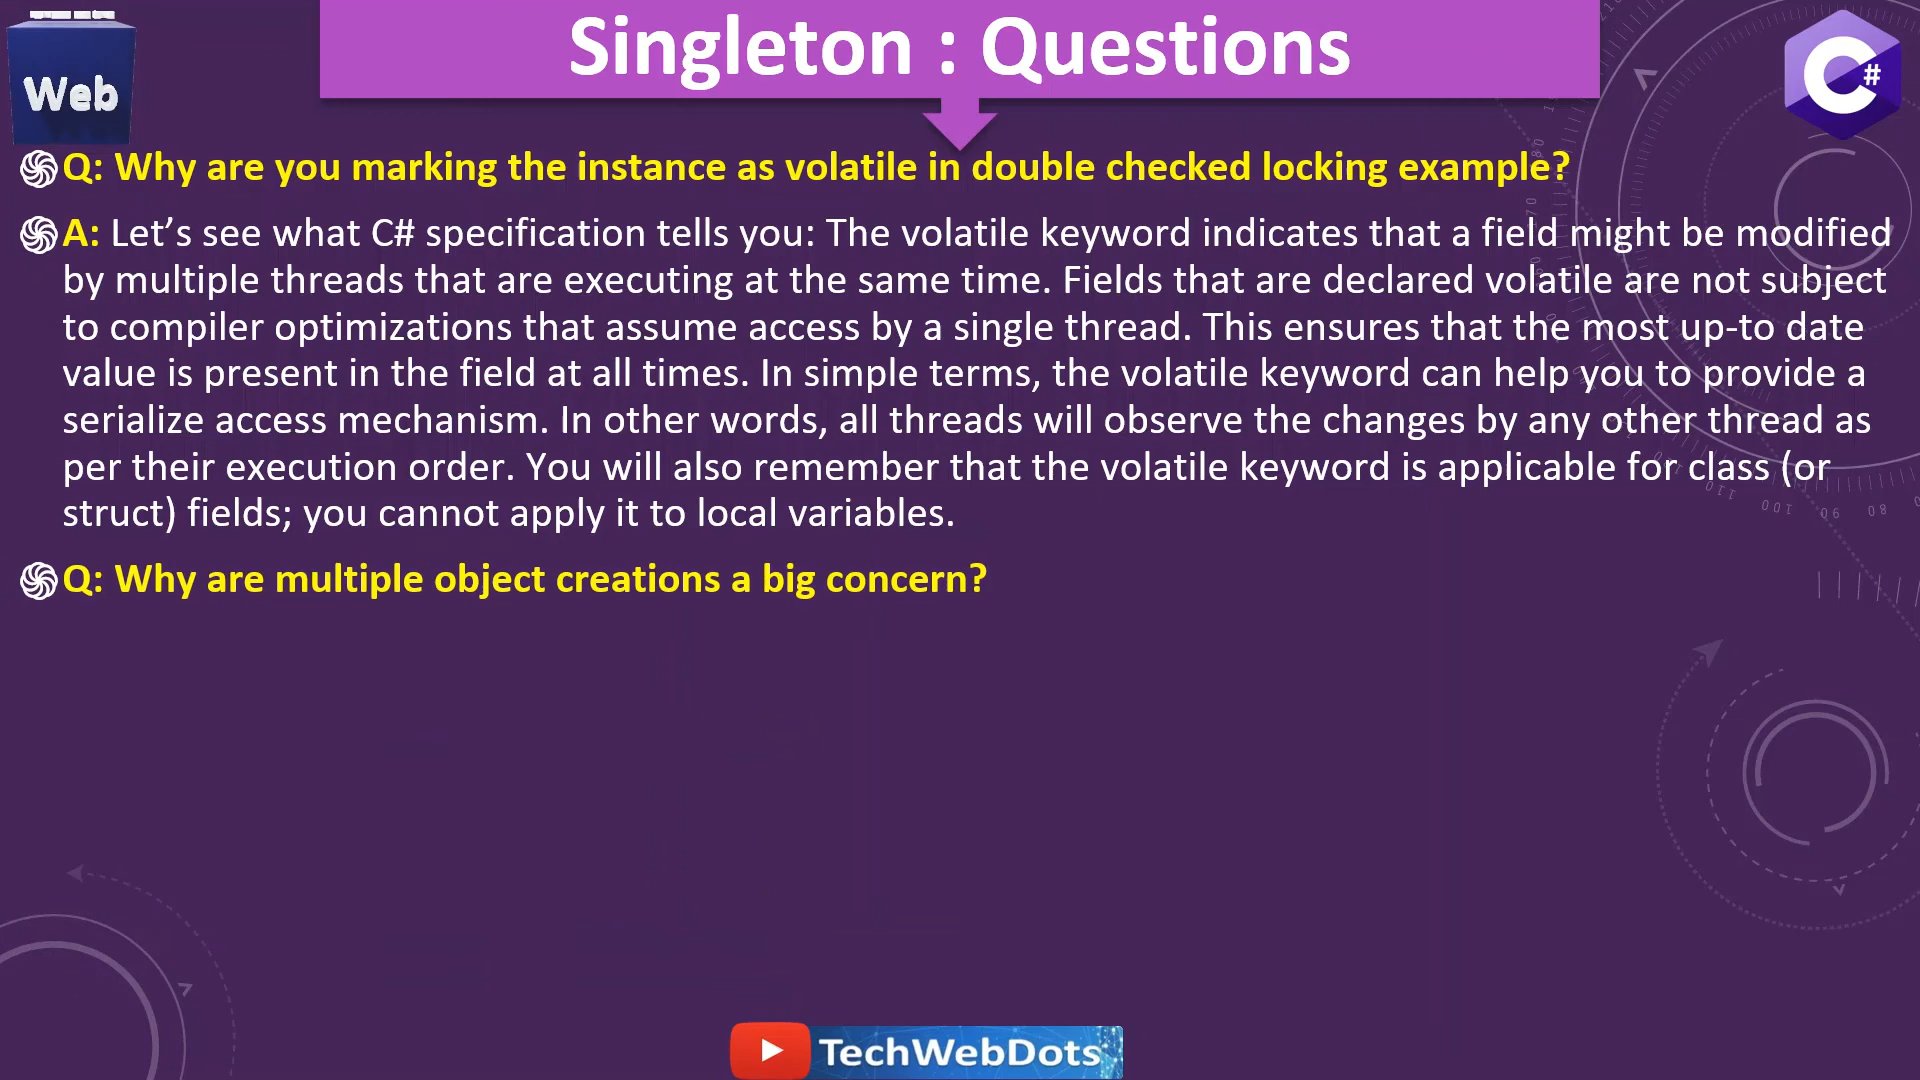 Web
Singleton : Questions
C#
Q: Why are you marking the instance as volatile in double checked locking example?
A: Let’s see what C# specification tells you: The volatile keyword indicates that a field might be modified
by multiple threads that are executing at the same time. Fields that are declared volatile are not subject
to compiler optimizations that assume access by a single thread. This ensures that the most up-to date
value is present in the field at all times. In simple terms, the volatile keyword can help you to provide a
serialize access mechanism. In other words, all threads will observe the changes by any other thread as
per their execution order. You will also remember that the volatile keyword is applicable for class (or
struct) fields; you cannot apply it to local variables.
Q: Why are multiple object creations a big concern?
TechWebDots